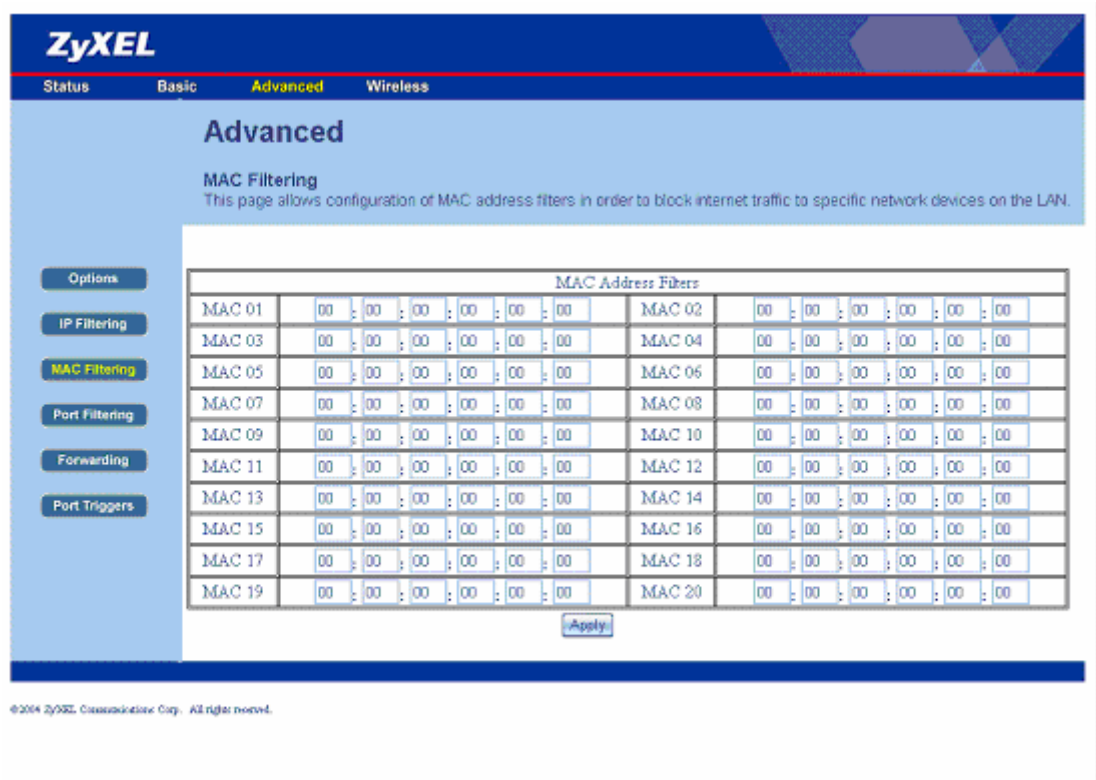 ZyXEL
Status Basic Advanced Wireless
Advanced
MAC Filtering
This page allows configuration of MAC address filters in order to block internet traffic to specific network devices on the LAN.
Options
IP Filtering
MAC Filtering
Port Filtering
Forwarding
Port Triggers
MAC Address Filters
MAC 01 00 : 00 : 00 : 00 : 00 : 00 MAC 02 00 : 00 : 00 : 00 : 00 : 00
MAC 03 00 : 00 : 00 : 00 : 00 : 00 MAC 04 00 : 00 : 00 : 00 : 00 : 00
MAC 05 00 : 00 : 00 : 00 : 00 : 00 MAC 06 00 : 00 : 00 : 00 : 00 : 00
MAC 07 00 : 00 : 00 : 00 : 00 : 00 MAC 08 00 : 00 : 00 : 00 : 00 : 00
MAC 09 00 : 00 : 00 : 00 : 00 : 00 MAC 10 00 : 00 : 00 : 00 : 00 : 00
MAC 11 00 : 00 : 00 : 00 : 00 : 00 MAC 12 00 : 00 : 00 : 00 : 00 : 00
MAC 13 00 : 00 : 00 : 00 : 00 : 00 MAC 14 00 : 00 : 00 : 00 : 00 : 00
MAC 15 00 : 00 : 00 : 00 : 00 : 00 MAC 16 00 : 00 : 00 : 00 : 00 : 00
MAC 17 00 : 00 : 00 : 00 : 00 : 00 MAC 18 00 : 00 : 00 : 00 : 00 : 00
MAC 19 00 : 00 : 00 : 00 : 00 : 00 MAC 20 00 : 00 : 00 : 00 : 00 : 00
Apply
©2004 ZyXEL Communications Corp. All rights reserved.